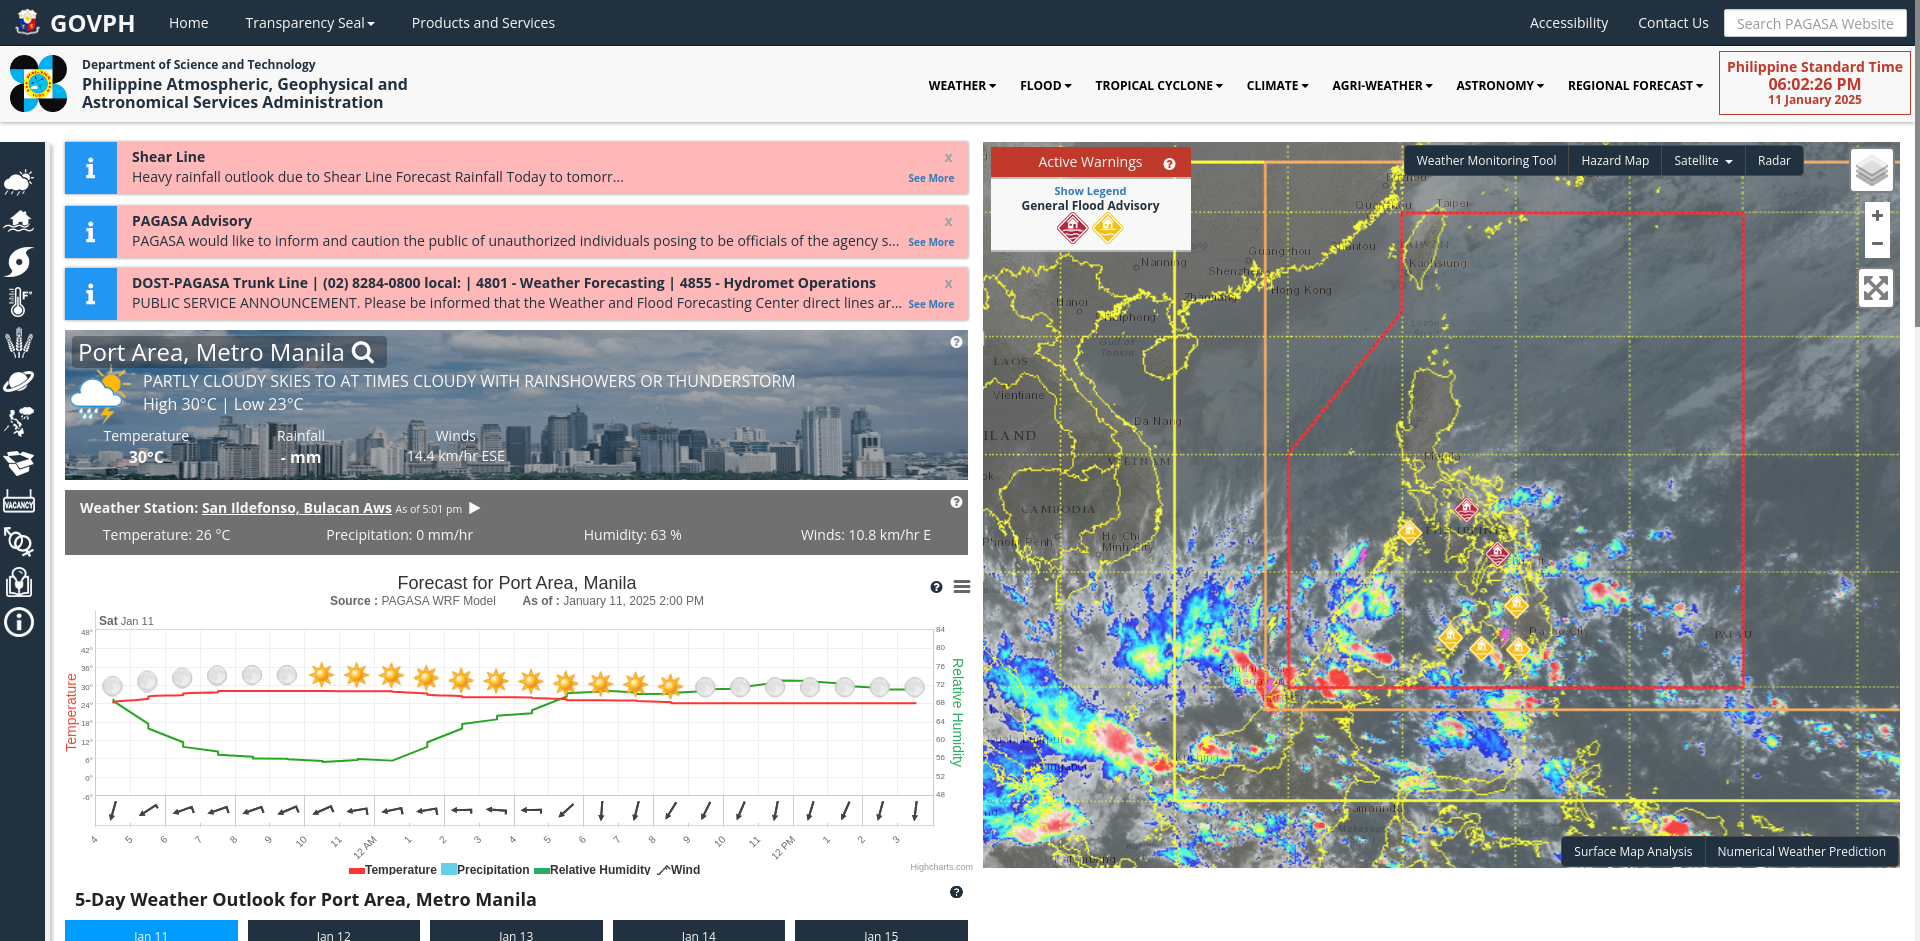 GOVPH
Home
Transparency Seal
Products and Services
Accessibility
Contact Us
Search PAGASA Website
Department of Science and Technology
Philippine Atmospheric, Geophysical and
Astronomical Services Administration
WEATHER
FLOOD
TROPICAL CYCLONE
CLIMATE
AGRI-WEATHER
ASTRONOMY
REGIONAL FORECAST
Philippine Standard Time
06:02:26 PM
11 January 2025
Shear Line
x
Heavy rainfall outlook due to Shear Line Forecast Rainfall Today to tomorr...
See More
PAGASA Advisory
x
PAGASA would like to inform and caution the public of unauthorized individuals posing to be officials of the agency s...
See More
DOST-PAGASA Trunk Line | (02) 8284-0800 local: | 4801 - Weather Forecasting | 4855 - Hydromet Operations
x
PUBLIC SERVICE ANNOUNCEMENT. Please be informed that the Weather and Flood Forecasting Center direct lines ar...
See More
Port Area, Metro Manila
PARTLY CLOUDY SKIES TO AT TIMES CLOUDY WITH RAINSHOWERS OR THUNDERSTORM
High 30°C | Low 23°C
Temperature
Rainfall
Winds
30°C
- mm
14.4 km/hr ESE
Weather Station: San Ildefonso, Bulacan Aws As of 5:01 pm
Temperature: 26 °C
Precipitation: 0 mm/hr
Humidity: 63 %
Winds: 10.8 km/hr E
VACANCY
Forecast for Port Area, Manila
Source : PAGASA WRF Model
As of : January 11, 2025 2:00 PM
Sat Jan 11
Temperature
48°
42°
36°
30°
24°
18°
12°
6°
0°
-6°
84
80
76
72
68
64
60
56
52
48
Relative Humidity
4
5
6
7
8
9
10
11
12 AM
1
2
3
4
5
6
7
8
9
10
11
12 PM
1
2
3
Temperature
Precipitation
Relative Humidity
Wind
Highcharts.com
5-Day Weather Outlook for Port Area, Metro Manila
Jan 11
Jan 12
Jan 13
Jan 14
Jan 15
Active Warnings
Show Legend
General Flood Advisory
Weather Monitoring Tool
Hazard Map
Satellite
Radar
+
−
Taipei
Guangzhou
Shantou
Nanning
Shenzhen
Kaohsiung
Hong Kong
Zhanjiang
Hanoi
Haiphong
Gulf of
Tonkin
Luzon
LAOS
Vientiane
Da Nang
VIETNAM
Manila
CAMBODIA
Ho Chi
Minh City
Davao City
PALAU
Kuching
Samarinda
Surface Map Analysis
Numerical Weather Prediction